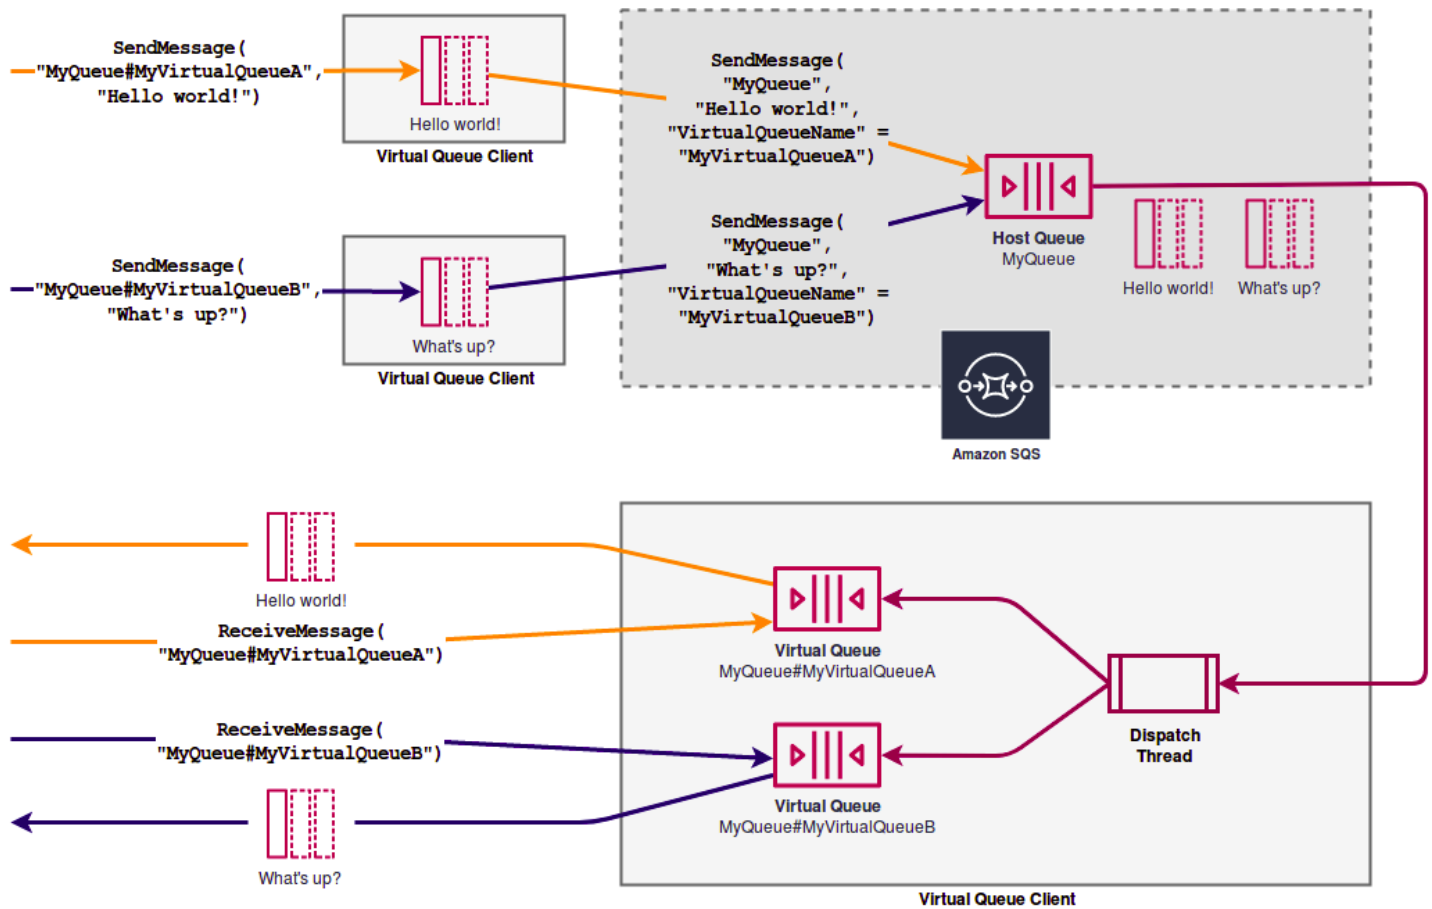 SendMessage(
"MyQueue#MyVirtualQueueA",
"Hello world!")
Hello world!
Virtual Queue Client
SendMessage(
"MyQueue",
"Hello world!",
"VirtualQueueName" =
"MyVirtualQueueA")
Host Queue
MyQueue
Hello world!
What's up?
SendMessage(
"MyQueue#MyVirtualQueueB",
"What's up?")
What's up?
Virtual Queue Client
SendMessage(
"MyQueue",
"What's up?",
"VirtualQueueName" =
"MyVirtualQueueB")
Amazon SQS
Hello world!
ReceiveMessage(
"MyQueue#MyVirtualQueueA")
Virtual Queue
MyQueue#MyVirtualQueueA
ReceiveMessage(
"MyQueue#MyVirtualQueueB")
What's up?
Virtual Queue
MyQueue#MyVirtualQueueB
Dispatch
Thread
Virtual Queue Client